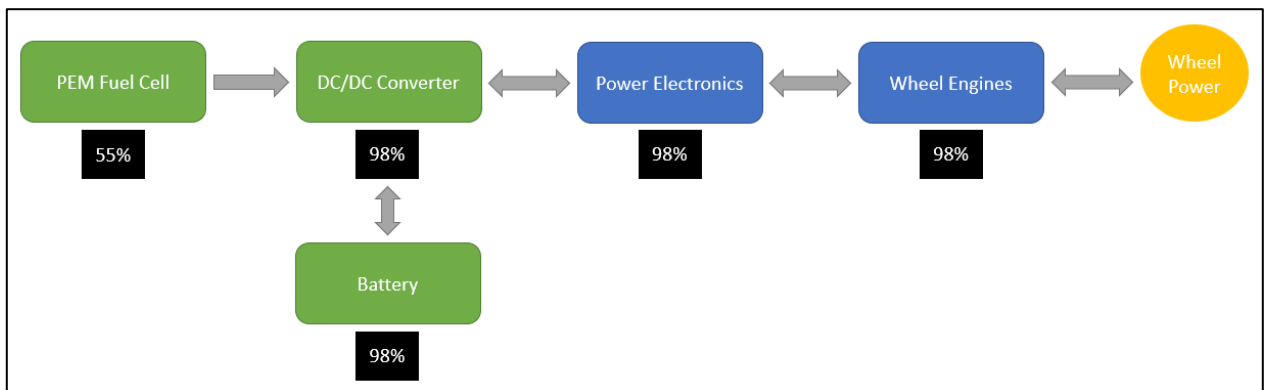 PEM Fuel Cell
DC/DC Converter
Power Electronics
Wheel Engines
Wheel
Power
55%
98%
98%
98%
Battery
98%